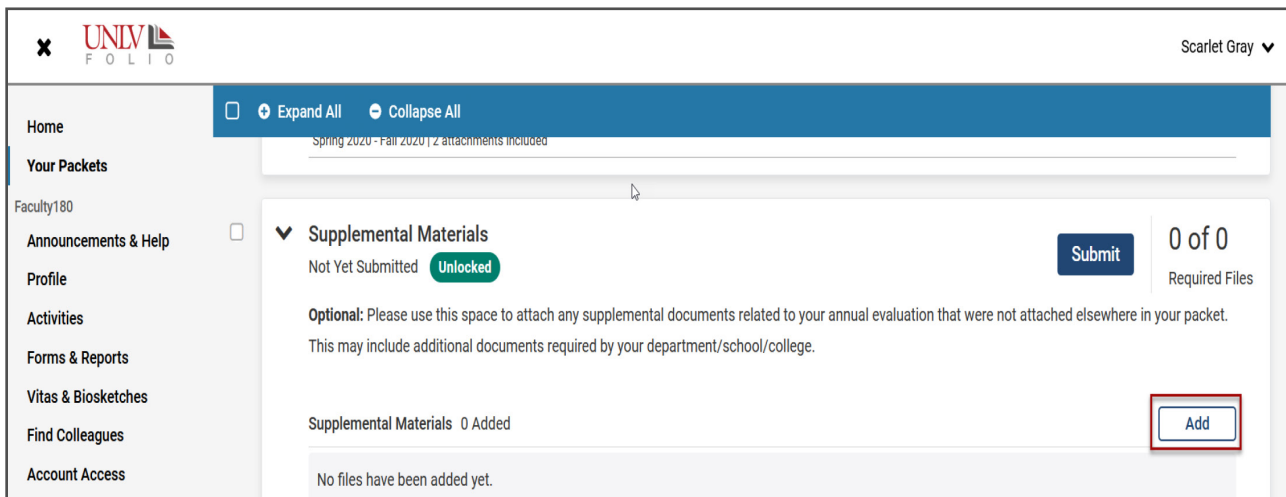 UNLV
FOLIO
Scarlet Gray
Expand All Collapse All
Home
Your Packets
Faculty180
Announcements & Help
Profile
Activities
Forms & Reports
Vitas & Biosketches
Find Colleagues
Account Access
Spring 2020 - Fall 2020 | 2 attachments included
Supplemental Materials
Not Yet Submitted Unlocked
Submit
0 of 0
Required Files
Optional: Please use this space to attach any supplemental documents related to your annual evaluation that were not attached elsewhere in your packet.
This may include additional documents required by your department/school/college.
Supplemental Materials 0 Added
Add
No files have been added yet.